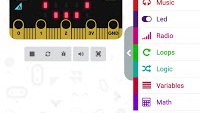 Music
0
1
2
3V
GND
Led
Radio
Loops
Logic
Variables
Math